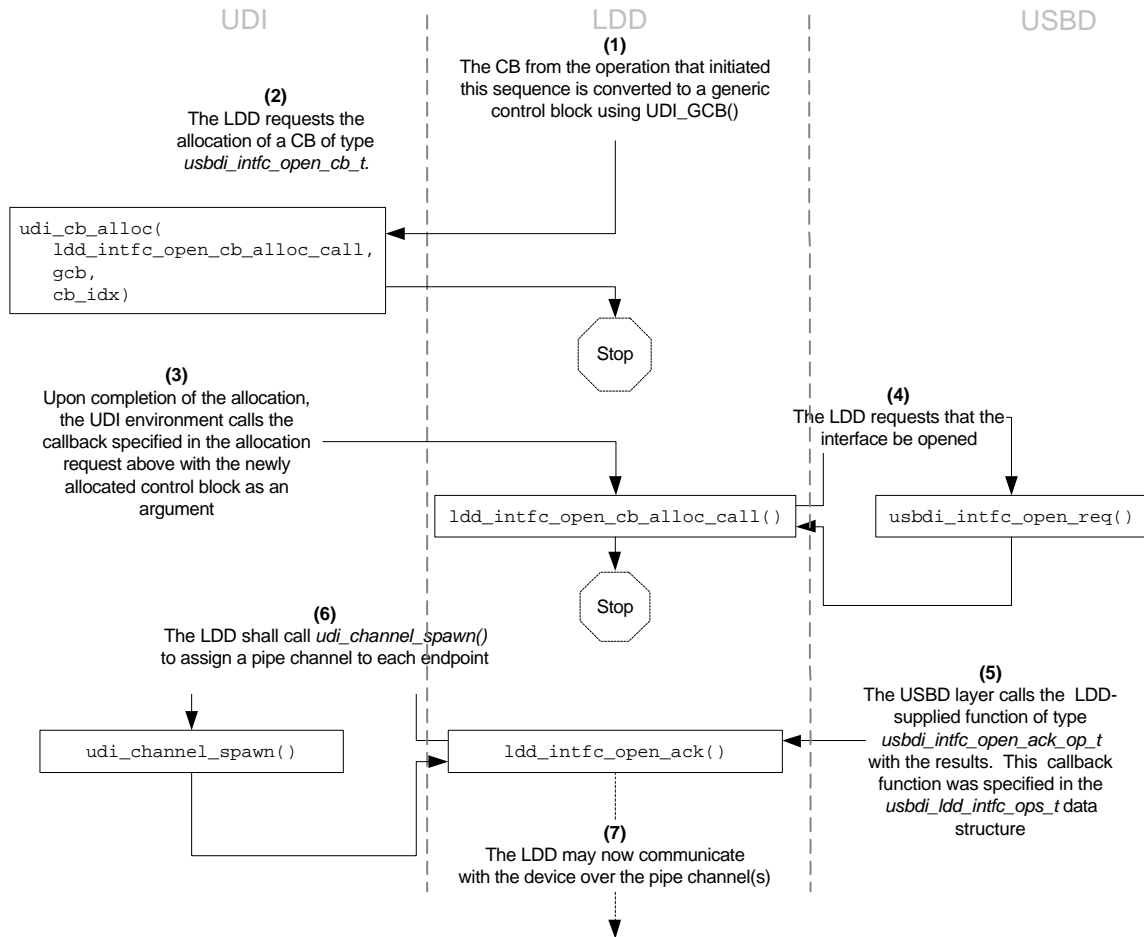 UDI
LDD
USBD
(1)
The CB from the operation that initiated
this sequence is converted to a generic
control block using UDI_GCB()
(2)
The LDD requests the
allocation of a CB of type
usbdi_intfc_open_cb_t.
udi_cb_alloc(
ldd_intfc_open_cb_alloc_call,
gcb,
cb_idx)
Stop
(3)
Upon completion of the allocation,
the UDI environment calls the
callback specified in the allocation
request above with the newly
allocated control block as an
argument
(4)
The LDD requests that the
interface be opened
ldd_intfc_open_cb_alloc_call()
usbdi_intfc_open_req()
Stop
(6)
The LDD shall call udi_channel_spawn()
to assign a pipe channel to each endpoint
(5)
The USBD layer calls the LDD-
supplied function of type
usbdi_intfc_open_ack_op_t
with the results. This callback
function was specified in the
usbdi_ldd_intfc_ops_t data
structure
udi_channel_spawn()
ldd_intfc_open_ack()
(7)
The LDD may now communicate
with the device over the pipe channel(s)